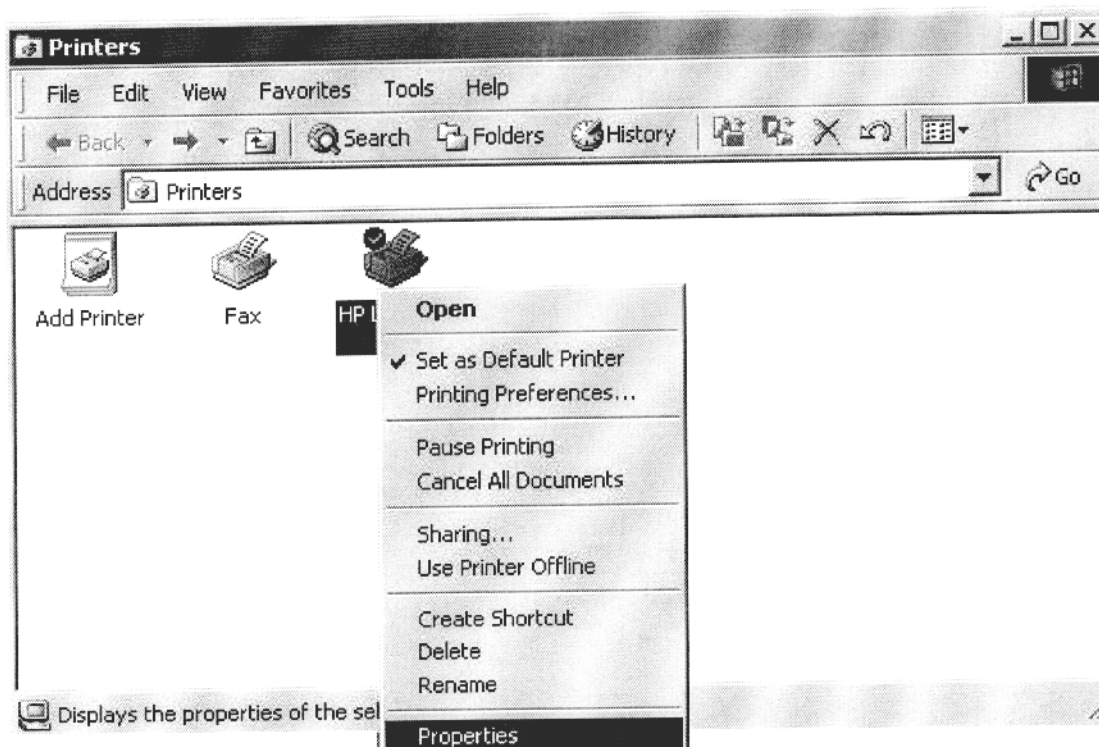 Printers
File Edit View Favorites Tools Help
Back Search Folders History
Address Printers Go
Add Printer Fax HP L
Open
Set as Default Printer
Printing Preferences...
Pause Printing
Cancel All Documents
Sharing...
Use Printer Offline
Create Shortcut
Delete
Rename
Displays the properties of the sel
Properties